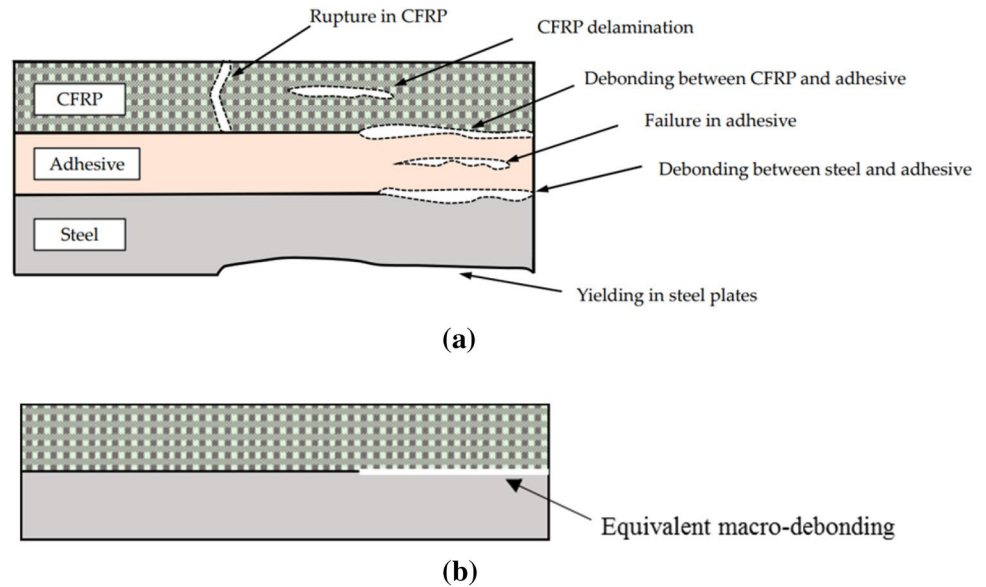 Rupture in CFRP
CFRP delamination
Debonding between CFRP and adhesive
CFRP
Failure in adhesive
Adhesive
Debonding between steel and adhesive
Steel
Yielding in steel plates
(a)
Equivalent macro-debonding
(b)